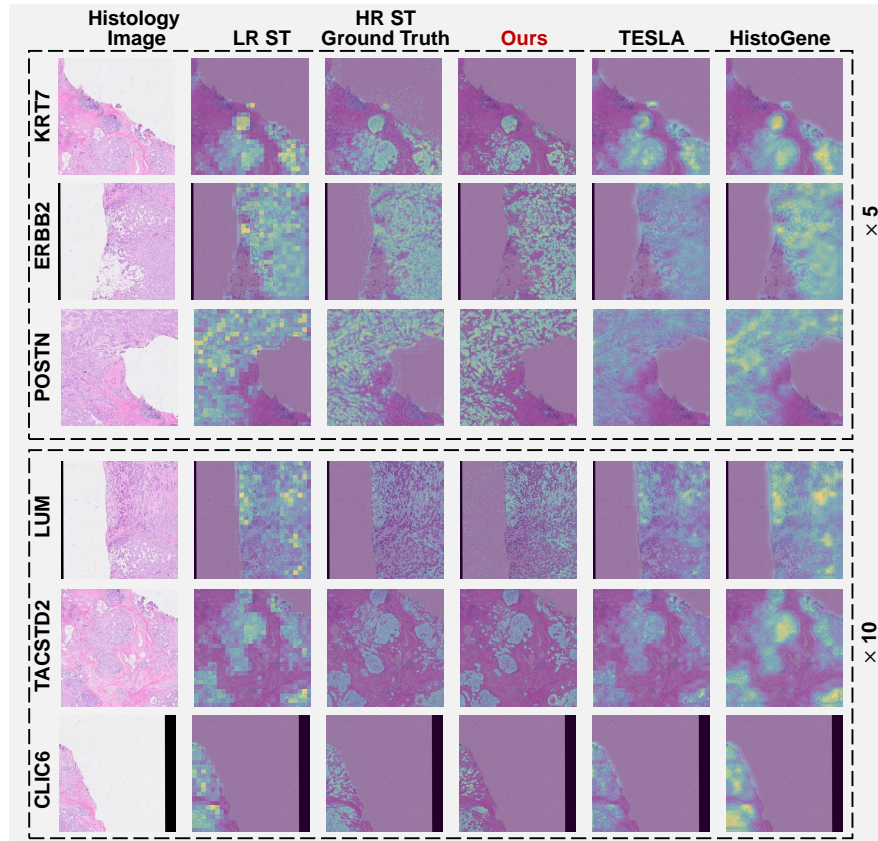 Histology Image
LR ST
HR ST Ground Truth
Ours
TESLA
HistoGene
KRT7
ERBB2
POSTN
× 5
LUM
TACSTD2
CLIC6
× 10